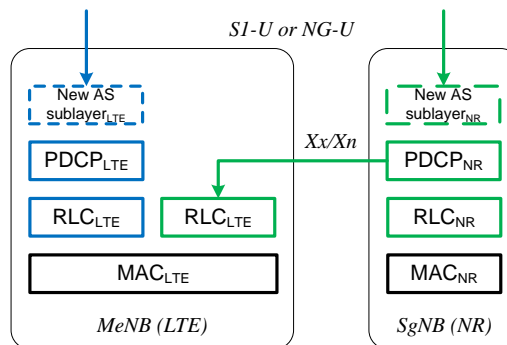 S1-U or NG-U
New AS
sublayerLTE
New AS
sublayerNR
Xx/Xn
PDCPLTE
PDCPNR
RLCLTE
RLCLTE
RLCNR
MACLTE
MACNR
MeNB (LTE)
SgNB (NR)